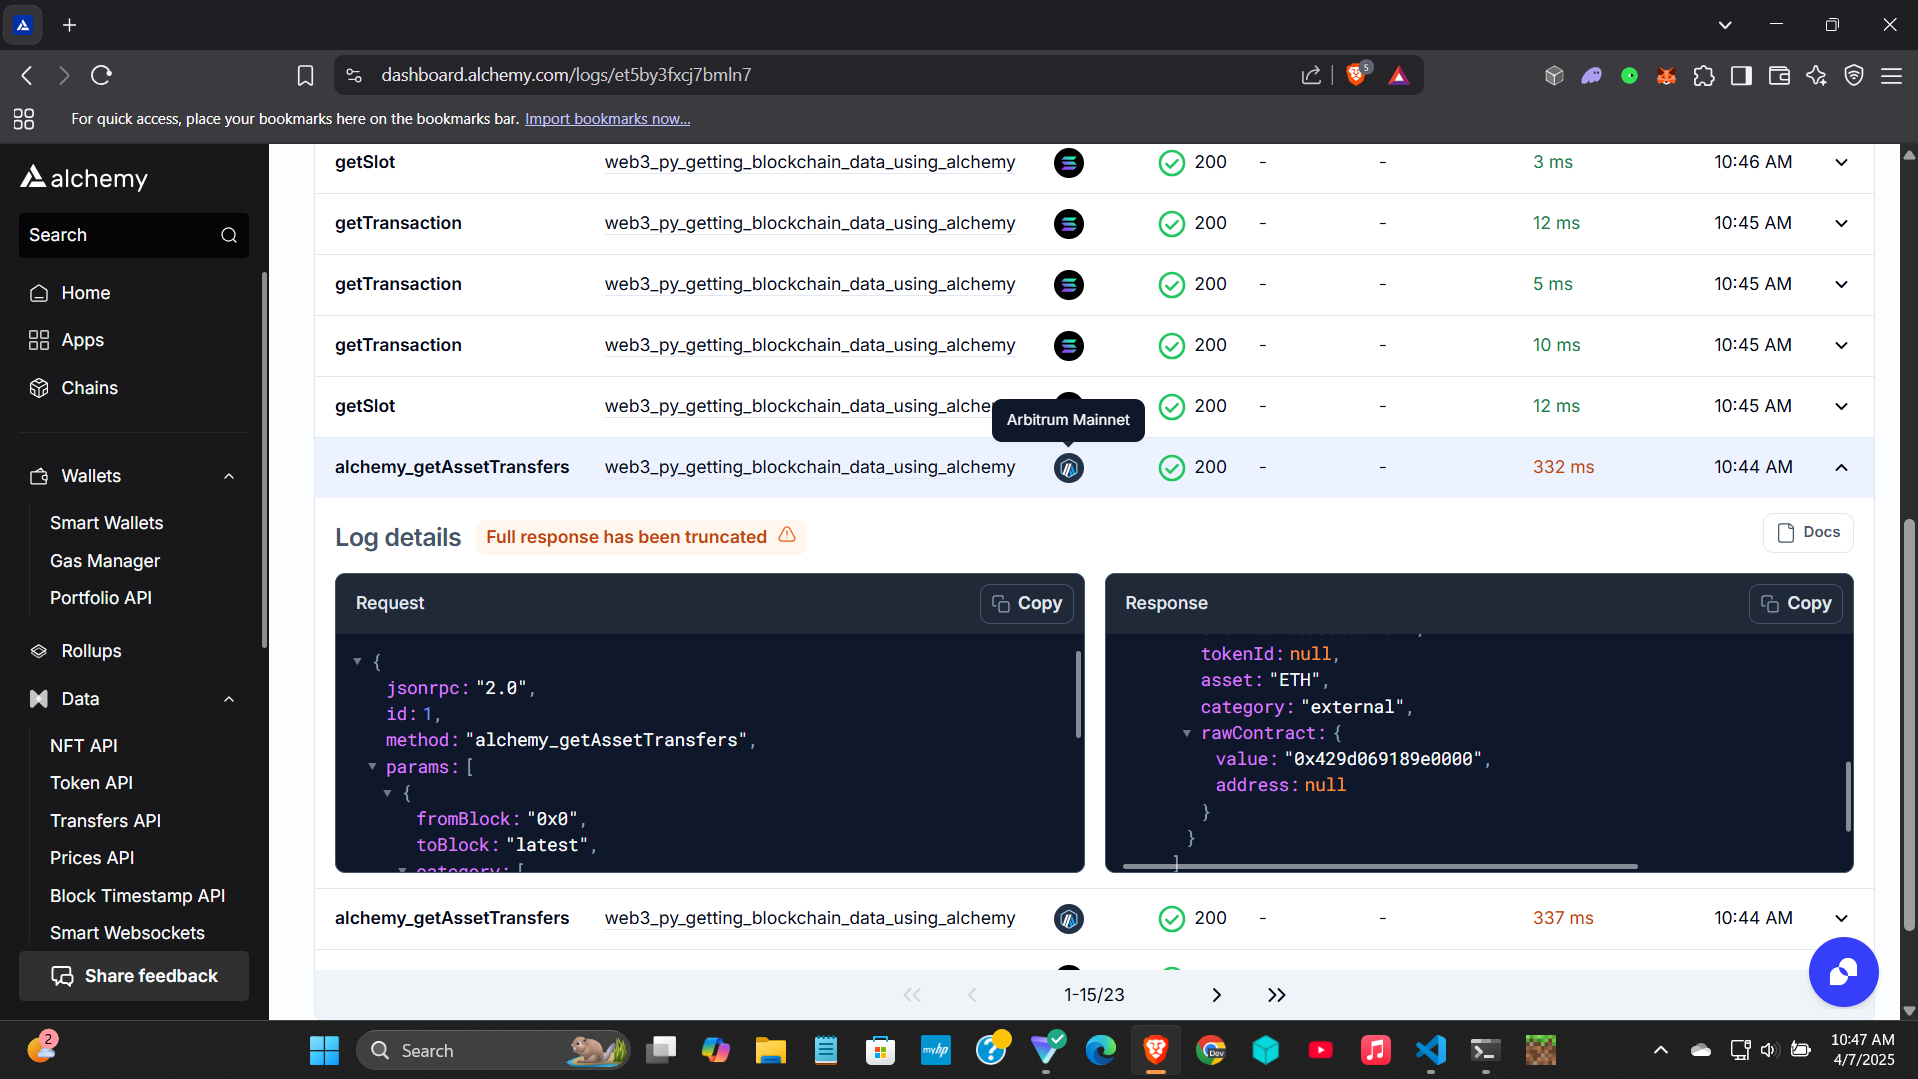 dashboard.alchemy.com/logs/et5by3fxcj7bmln7
5
For quick access, place your bookmarks here on the bookmarks bar. Import bookmarks now...
alchemy
Search
Home
Apps
Chains
Wallets
Smart Wallets
Gas Manager
Portfolio API
Rollups
Data
NFT API
Token API
Transfers API
Prices API
Block Timestamp API
Smart Websockets
Share feedback
getSlot web3_py_getting_blockchain_data_using_alchemy 200 - - 3 ms 10:46 AM
getTransaction web3_py_getting_blockchain_data_using_alchemy 200 - - 12 ms 10:45 AM
getTransaction web3_py_getting_blockchain_data_using_alchemy 200 - - 5 ms 10:45 AM
getTransaction web3_py_getting_blockchain_data_using_alchemy 200 - - 10 ms 10:45 AM
getSlot web3_py_getting_blockchain_data_using_alche 200 - - 12 ms 10:45 AM
Arbitrum Mainnet
alchemy_getAssetTransfers web3_py_getting_blockchain_data_using_alchemy 200 - - 332 ms 10:44 AM
Log details Full response has been truncated Docs
Request Copy
{
jsonrpc: "2.0",
id: 1,
method: "alchemy_getAssetTransfers",
params: [
{
fromBlock: "0x0",
toBlock: "latest",
category: [
Response Copy
tokenId: null,
asset: "ETH",
category: "external",
rawContract: {
value: "0x429d069189e0000",
address: null
}
}
]
alchemy_getAssetTransfers web3_py_getting_blockchain_data_using_alchemy 200 - - 337 ms 10:44 AM
1-15/23
2
Search
myhp
Dev
10:47 AM
4/7/2025